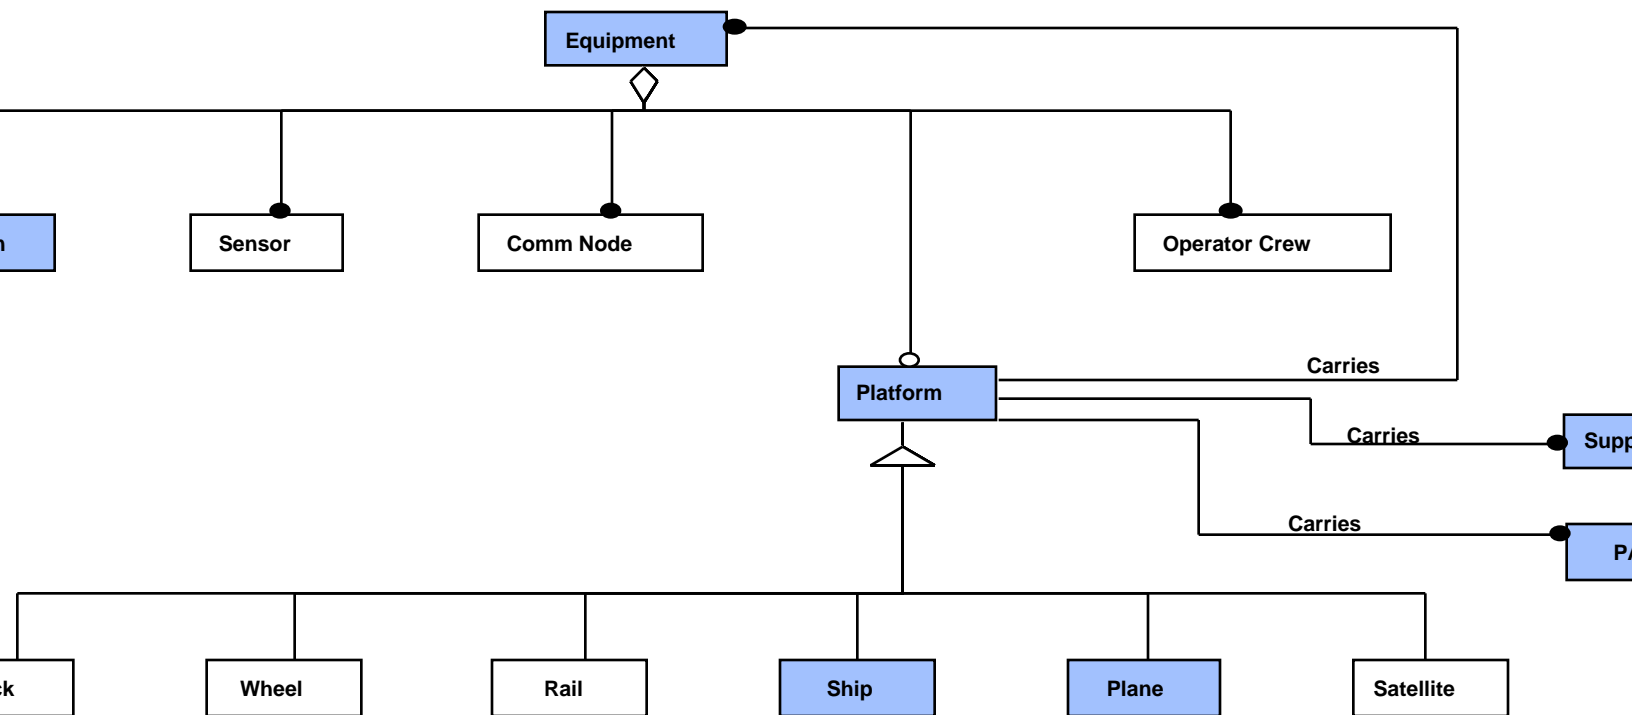 Equipment
Sensor
Comm Node
Operator Crew
Carries
Platform
Carries
Carries
Wheel
Rail
Ship
Plane
Satellite